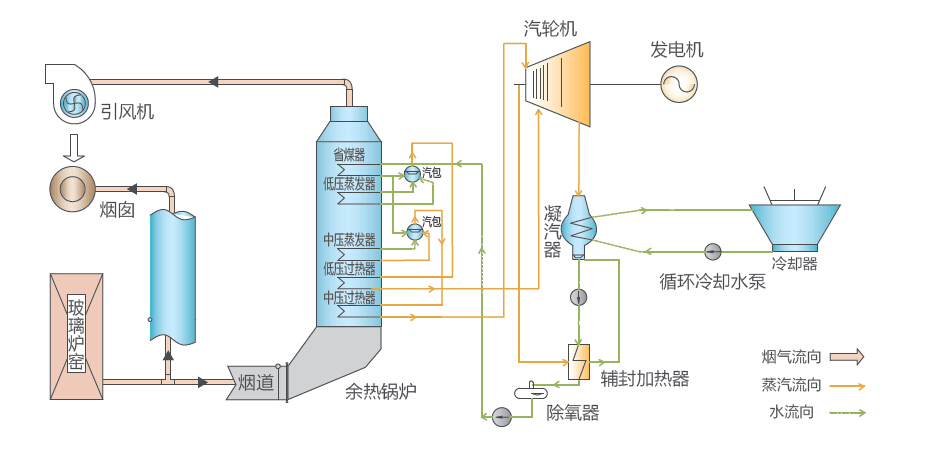 汽轮机
发电机
引风机
省煤器
汽包
低压蒸发器
烟囱
汽包
凝汽器
中压蒸发器
冷却器
低压过热器
循环冷却水泵
中压过热器
玻璃炉窑
烟气流向
烟道
余热锅炉
辅封加热器
蒸汽流向
除氧器
水流向